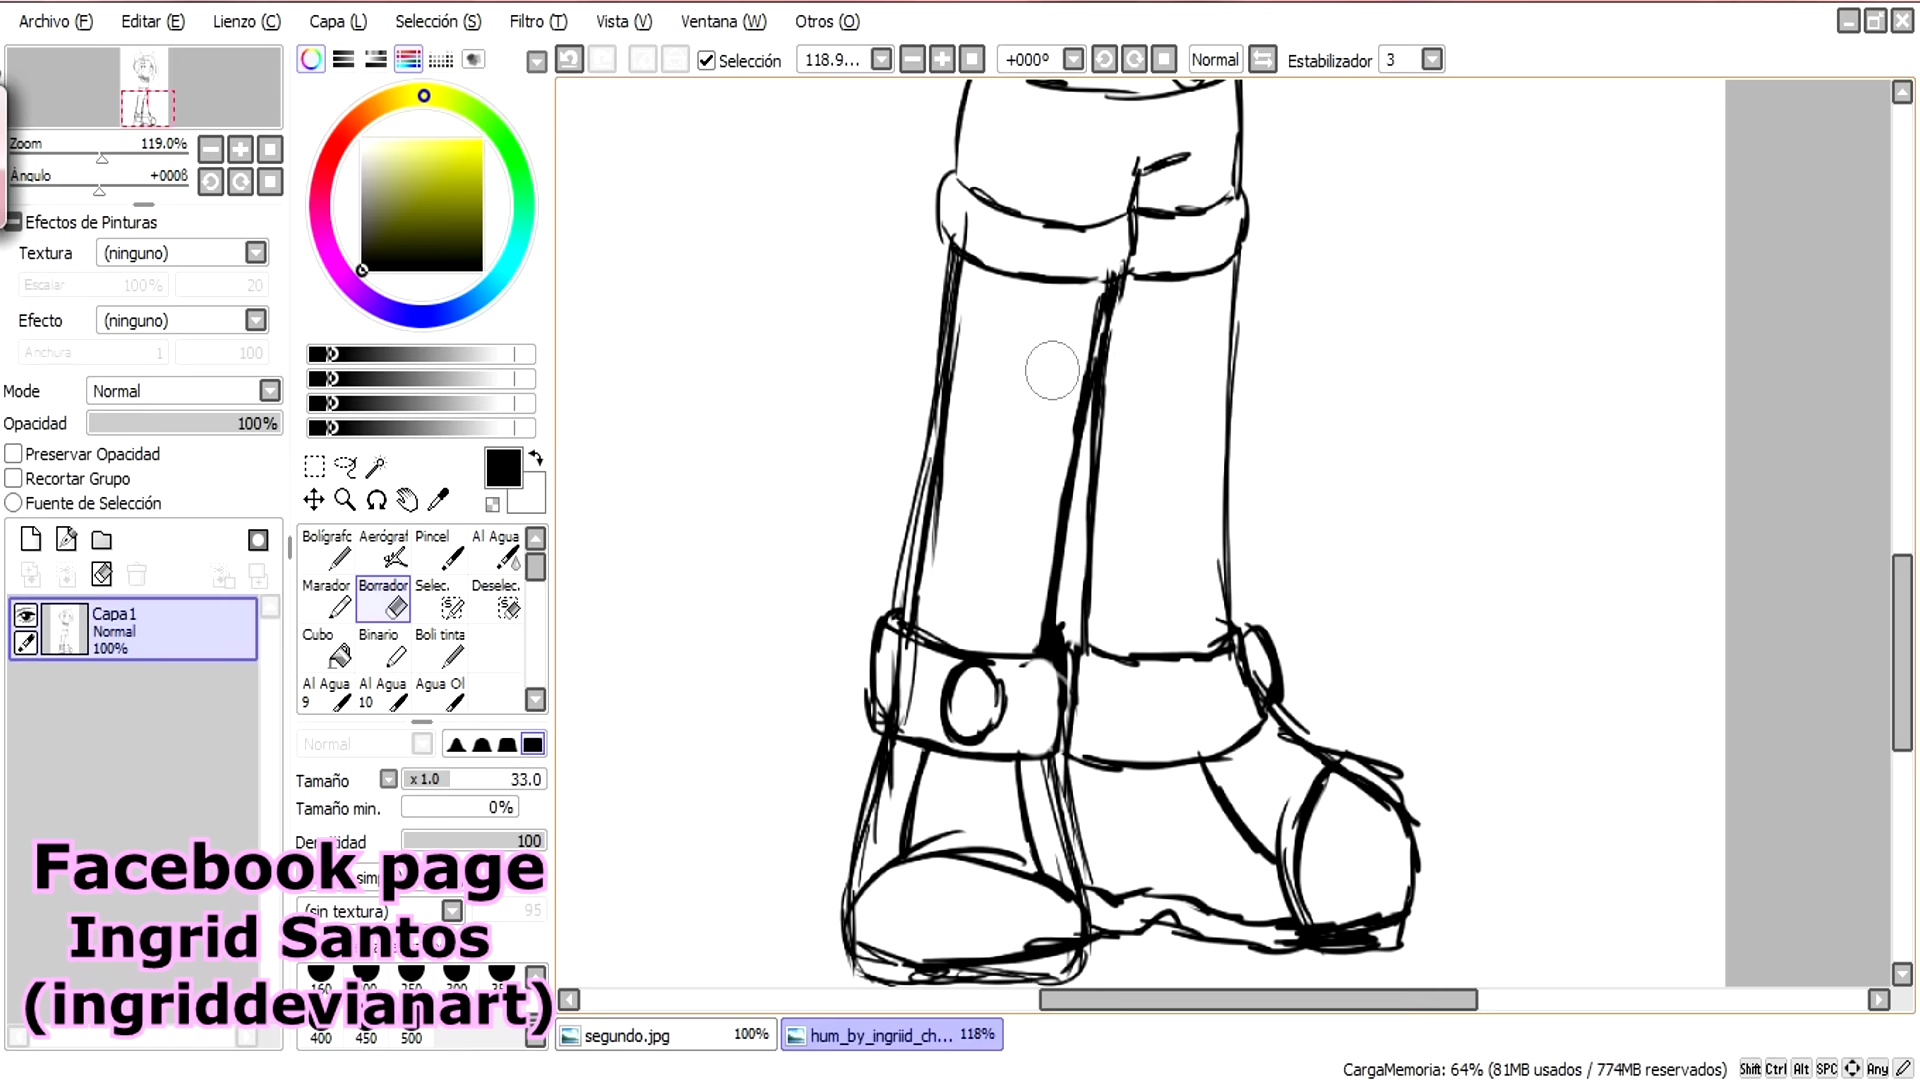 Archivo (F) Editar (E) Lienzo (C) Capa (L) Selección (S) Filtro (T) Vista (V) Ventana (W) Otros (O)
Selección 118.9... +000º Normal Estabilizador 3
Zoom 119.0%
Ángulo +000ß
Efectos de Pinturas
Textura (ninguno)
Escalar 100% 20
Efecto (ninguno)
Anchura 1 100
Mode Normal
Opacidad 100%
Preservar Opacidad
Recortar Grupo
Fuente de Selección
Capa1
Normal
100%
Bolígrafc Aerógraf Pincel Al Agua
Marador Borrador Selec. Deselec.
Cubo Binario Boli tinta
Al Agua Al Agua Agua Ol
9 10
Normal
Tamaño x 1.0 33.0
Tamaño min. 0%
100
(sin textura) 95
400 450 500
Facebook page
Ingrid Santos
(ingriddevianart)
segundo.jpg 100% hum_by_ingriid_ch... 118%
CargaMemoria: 64% (81MB usados / 774MB reservados) Shift Ctrl Alt SPC Any